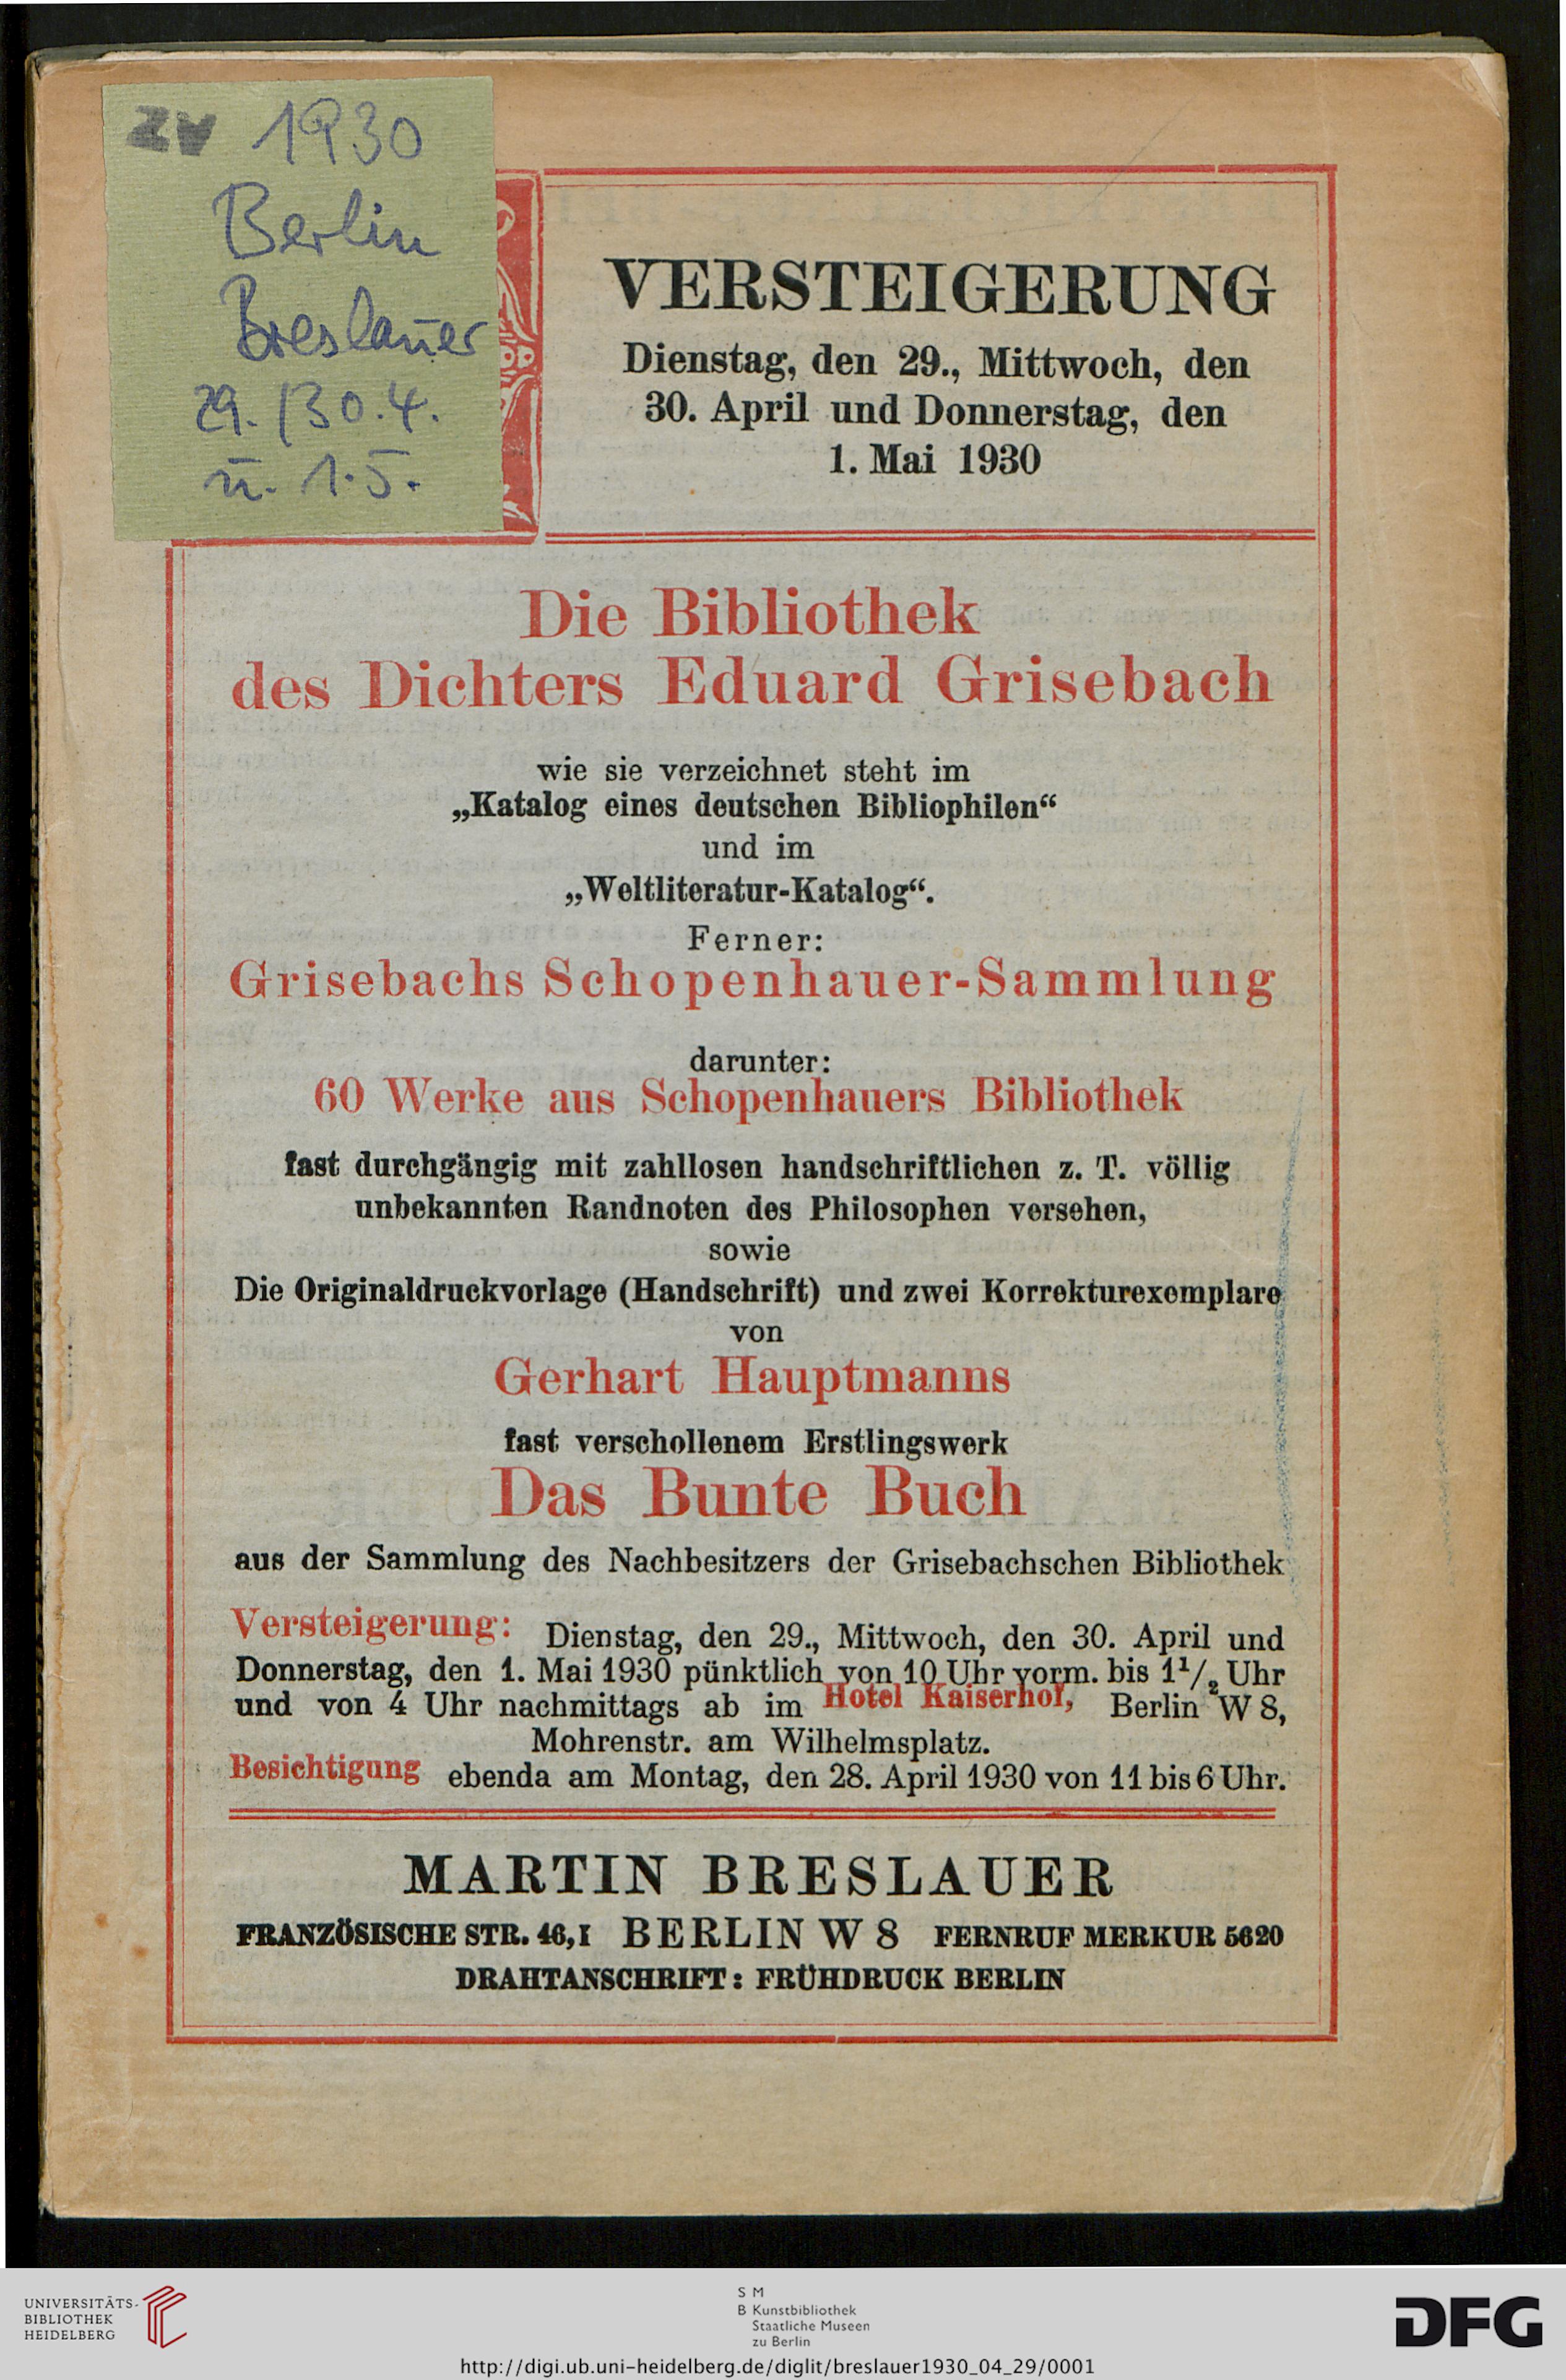 ZV 1930
Berlin
Breslauer
29./30.4.
u. 1.5.
VERSTEIGERUNG
Dienstag, den 29., Mittwoch, den
30. April und Donnerstag, den
1. Mai 1930
Die Bibliothek
des Dichters Eduard Grisebach
wie sie verzeichnet steht im
„Katalog eines deutschen Bibliophilen“
und im
„Weltliteratur-Katalog“.
Ferner:
Grisebachs Schopenhauer-Sammlung
darunter:
60 Werke aus Schopenhauers Bibliothek
fast durchgängig mit zahllosen handschriftlichen z. T. völlig
unbekannten Randnoten des Philosophen versehen,
sowie
Die Originaldruckvorlage (Handschrift) und zwei Korrekturexemplare
von
Gerhart Hauptmanns
fast verschollenem Erstlingswerk
Das Bunte Buch
aus der Sammlung des Nachbesitzers der Grisebachschen Bibliothek
Versteigerung: Dienstag, den 29., Mittwoch, den 30. April und
Donnerstag, den 1. Mai 1930 pünktlich von 10 Uhr vorm. bis 1¹/₂ Uhr
und von 4 Uhr nachmittags ab im Hotel Kaiserhof, Berlin W 8,
Mohrenstr. am Wilhelmsplatz.
Besichtigung ebenda am Montag, den 28. April 1930 von 11 bis 6 Uhr.
MARTIN BRESLAUER
FRANZÖSISCHE STR. 46, I BERLIN W 8 FERNRUF MERKUR 5620
DRAHTANSCHRIFT: FRÜHDRUCK BERLIN
UNIVERSITÄTS-
BIBLIOTHEK
HEIDELBERG
S M
B Kunstbibliothek
Staatliche Museen
zu Berlin
DFG
http://digi.ub.uni-heidelberg.de/diglit/breslauer1930_04_29/0001